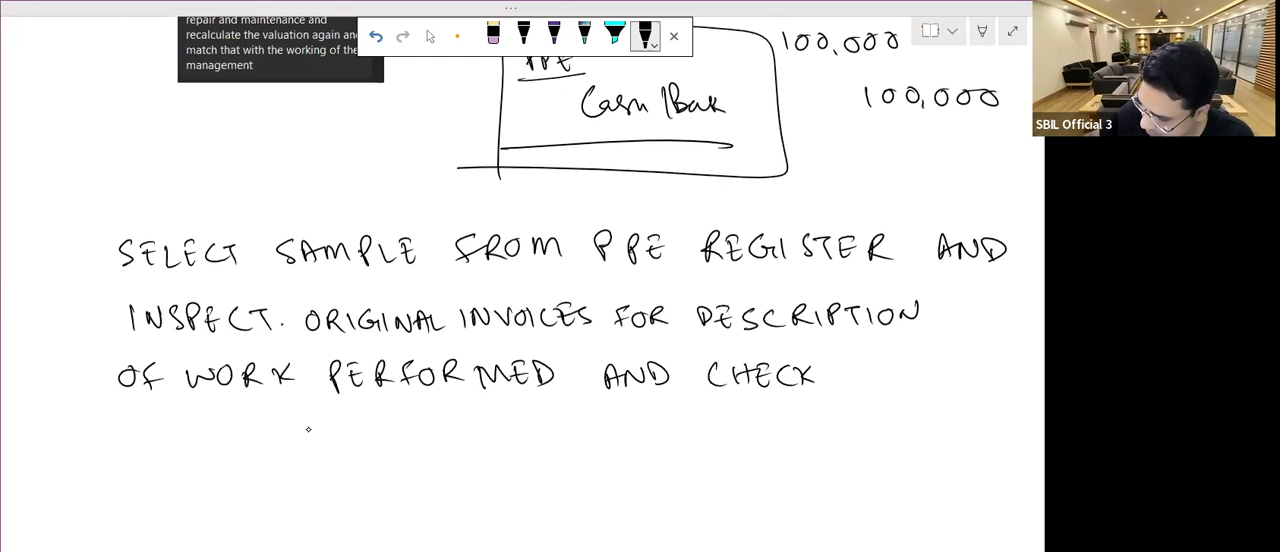 repair and maintenance and
recalculate the valuation again and
match that with the working of the
management
PPE
100,000
Cash / Bank
100,000
SBIL Official 3
SELECT SAMPLE FROM PPE REGISTER AND
INSPECT. ORIGINAL INVOICES FOR DESCRIPTION
OF WORK PERFORMED AND CHECK